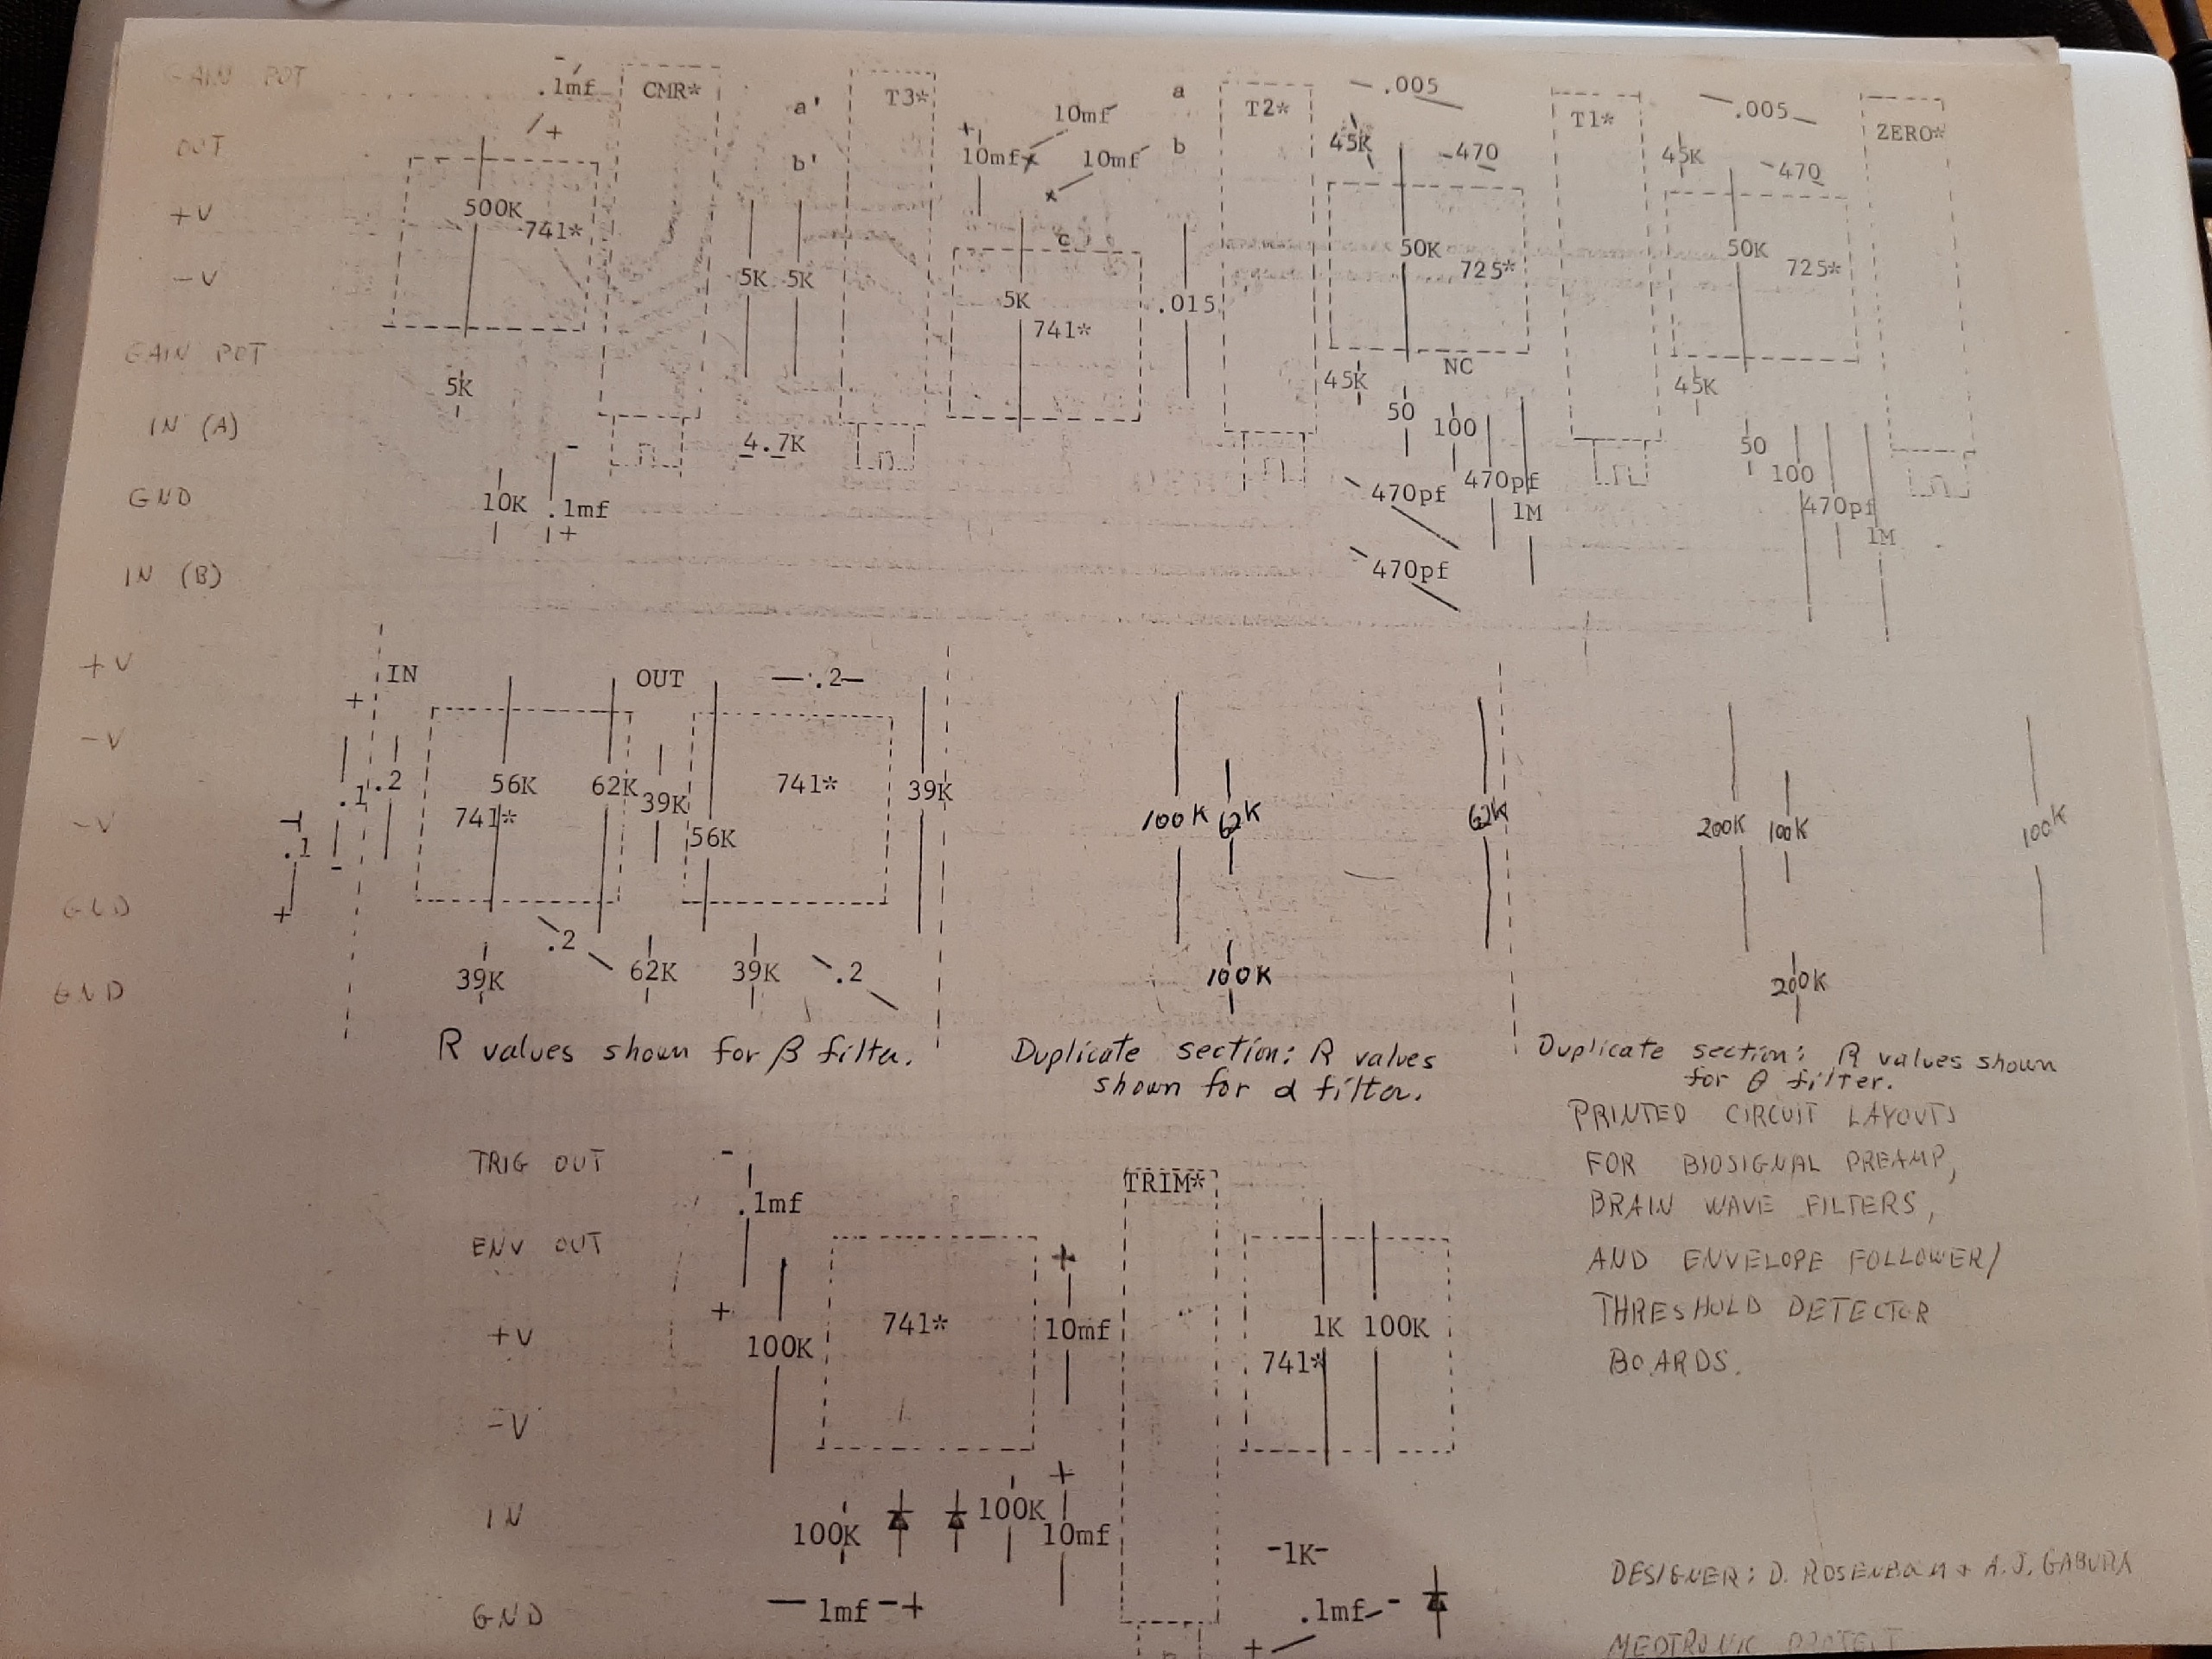 GAIN POT
.1mf
CMR*
a'
T3*
10mf
a
T2*
.005
T1*
.005
ZERO*
OUT
b'
10mf
10mf
b
45K
470
45K
470
+V
500K
741*
c
50K
725*
50K
725*
-V
5K 5K
5K
741*
.015
GAIN POT
5K
NC
45K
45K
IN (A)
4.7K
50
100
50
100
GND
10K
.1mf
470pf
470pf
1M
470pf
1M
IN (B)
470pf
+V
IN
OUT
.2
-V
.1
.2
56K
62K
39K
741*
39K
-V
.1
741*
56K
100K
62K
62K
200K
100K
100K
GND
.2
39K
62K
39K
.2
100K
200K
GND
R values shown for β filter.
Duplicate section: R values
shown for α filter.
Duplicate section: R values shown
for θ filter.
PRINTED CIRCUIT LAYOUTS
FOR BIOSIGNAL PREAMP,
BRAIN WAVE FILTERS,
AND ENVELOPE FOLLOWER/
THRESHOLD DETECTOR
BOARDS.
TRIG OUT
.1mf
TRIM*
ENV OUT
+V
100K
741*
10mf
1K 100K
741*
-V
IN
100K
100K
10mf
-1K-
GND
1mf
.1mf
DESIGNER: D. ROSENBOOM + A.J. GABURA